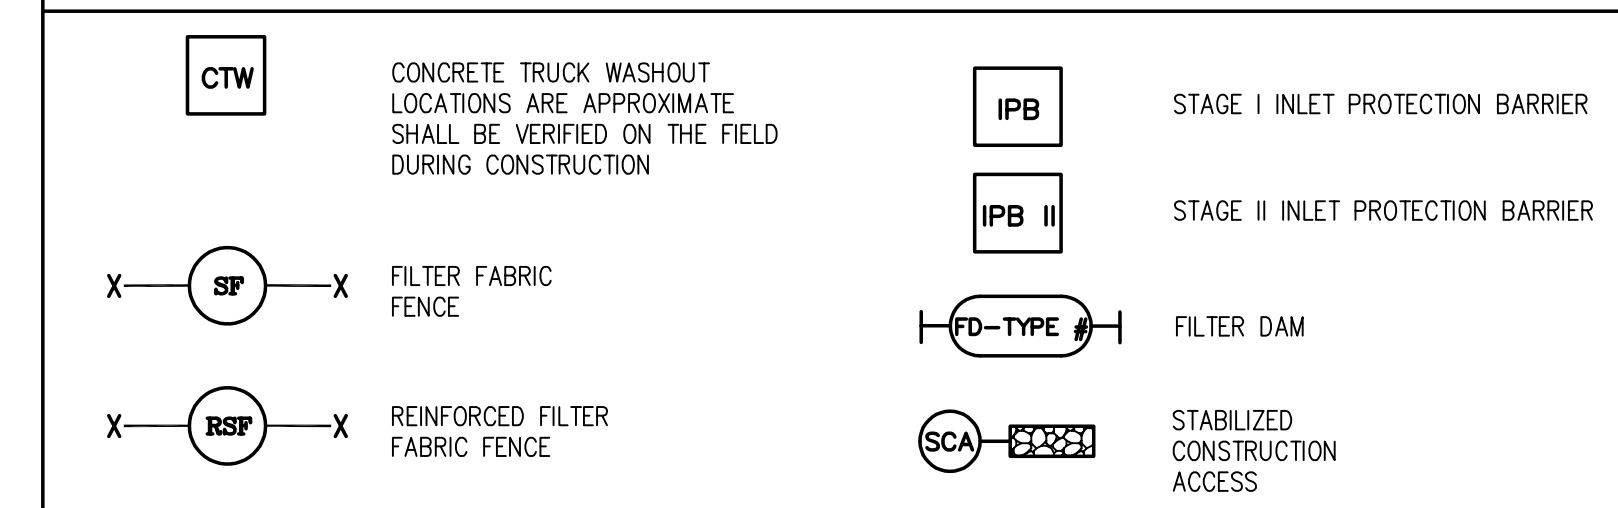 CTW
CONCRETE TRUCK WASHOUT
LOCATIONS ARE APPROXIMATE
SHALL BE VERIFIED ON THE FIELD
DURING CONSTRUCTION
X SF X
FILTER FABRIC
FENCE
X RSF X
REINFORCED FILTER
FABRIC FENCE
IPB
STAGE I INLET PROTECTION BARRIER
IPB II
STAGE II INLET PROTECTION BARRIER
FD-TYPE #
FILTER DAM
SCA
STABILIZED
CONSTRUCTION
ACCESS